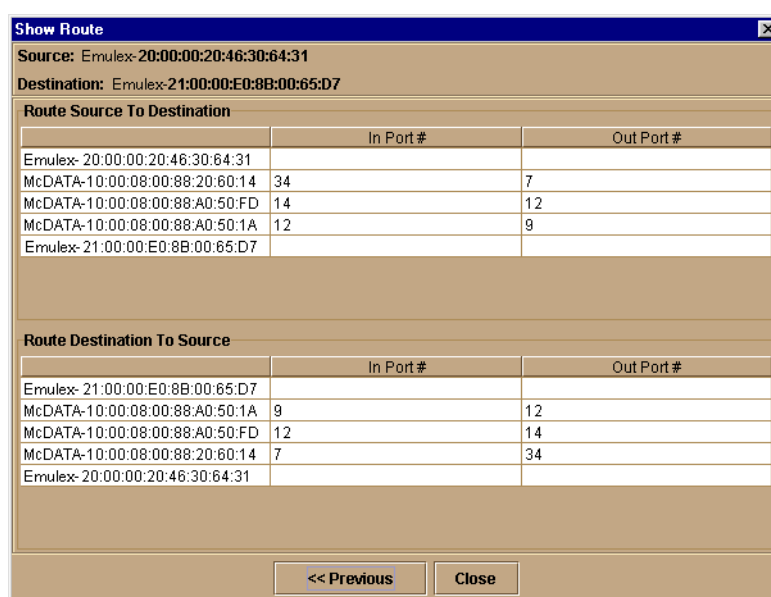 Show Route
Source: Emulex-20:00:00:20:46:30:64:31
Destination: Emulex-21:00:00:E0:8B:00:65:D7
Route Source To Destination
In Port # Out Port #
Emulex- 20:00:00:20:46:30:64:31
McDATA-10:00:08:00:88:20:60:14 34 7
McDATA-10:00:08:00:88:A0:50:FD 14 12
McDATA-10:00:08:00:88:A0:50:1A 12 9
Emulex- 21:00:00:E0:8B:00:65:D7
Route Destination To Source
In Port # Out Port #
Emulex- 21:00:00:E0:8B:00:65:D7
McDATA-10:00:08:00:88:A0:50:1A 9 12
McDATA-10:00:08:00:88:A0:50:FD 12 14
McDATA-10:00:08:00:88:20:60:14 7 34
Emulex- 20:00:00:20:46:30:64:31
<< Previous Close